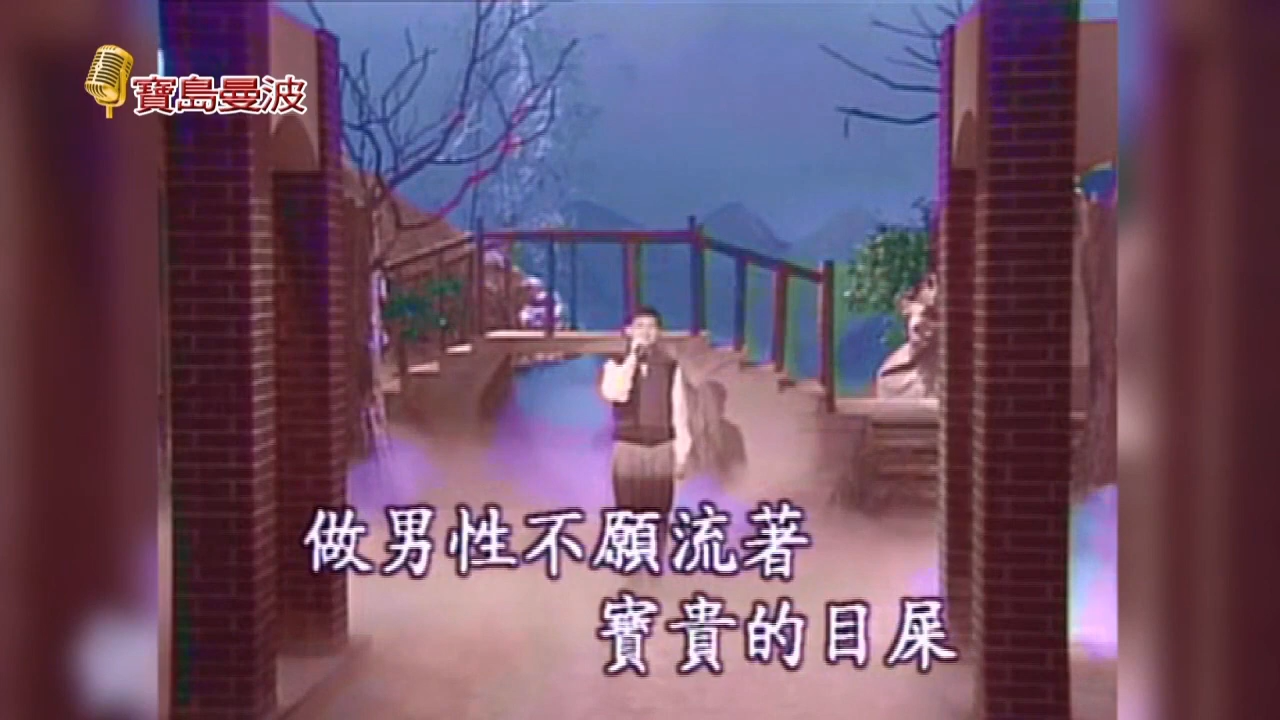 寶島曼波
做男性不願流著
寶貴的目屎